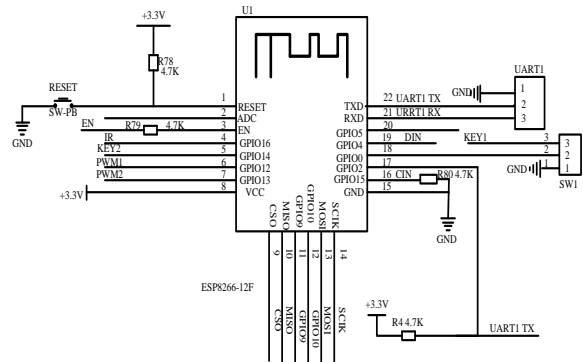 +3.3V
U1
R78
4.7K
RESET
SW-PB
GND
EN
R79 4.7K
IR
KEY2
PWM1
PWM2
+3.3V
1 RESET
2 ADC
3 EN
4 GPIO16
5 GPIO14
6 GPIO12
7 GPIO13
8 VCC
TXD 22 UART1 TX
RXD 21 URRT1 RX
GPIO5 20
GPIO4 19 DIN
GPIO0 18
GPIO2 17
GPIO15 16 CIN
GND 15
R80 4.7K
GND
UART1
GND 1
2
3
KEY1 3
2
GND 1
SW1
CSO 9 CSO
MISO 10 MISO
GPIO9 11 GPIO9
GPIO10 12 GPIO10
MOSI 13 MOSI
SCIK 14 SCIK
ESP8266-12F
+3.3V
R4 4.7K
UART1 TX